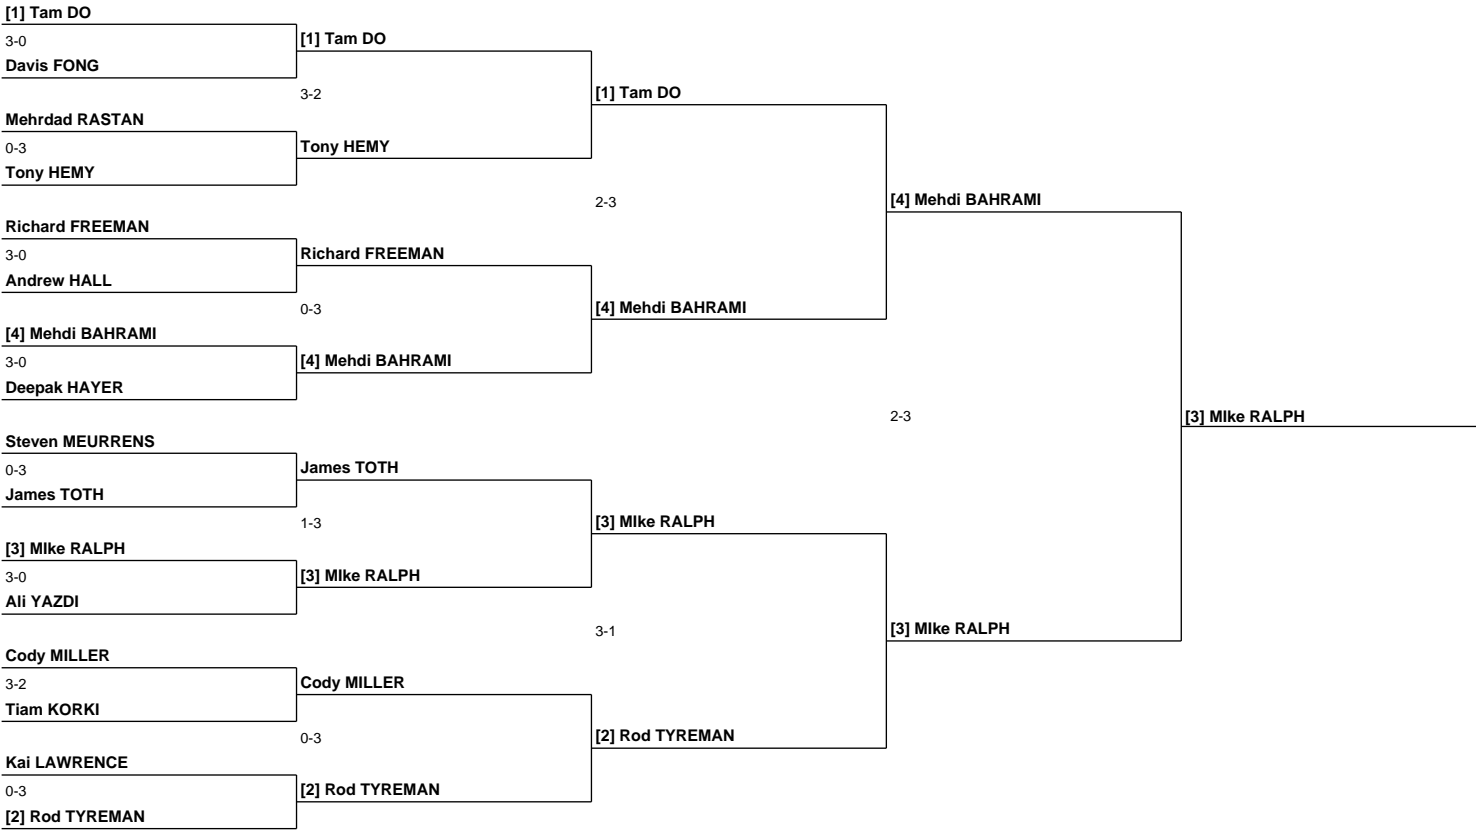 [1] Tam DO
3-0
Davis FONG
Mehrdad RASTAN
0-3
Tony HEMY
Richard FREEMAN
3-0
Andrew HALL
[4] Mehdi BAHRAMI
3-0
Deepak HAYER
Steven MEURRENS
0-3
James TOTH
[3] MIke RALPH
3-0
Ali YAZDI
Cody MILLER
3-2
Tiam KORKI
Kai LAWRENCE
0-3
[2] Rod TYREMAN
[1] Tam DO
3-2
Tony HEMY
Richard FREEMAN
0-3
[4] Mehdi BAHRAMI
James TOTH
1-3
[3] MIke RALPH
Cody MILLER
0-3
[2] Rod TYREMAN
[1] Tam DO
2-3
[4] Mehdi BAHRAMI
[3] MIke RALPH
3-1
[2] Rod TYREMAN
[4] Mehdi BAHRAMI
2-3
[3] MIke RALPH
[3] MIke RALPH